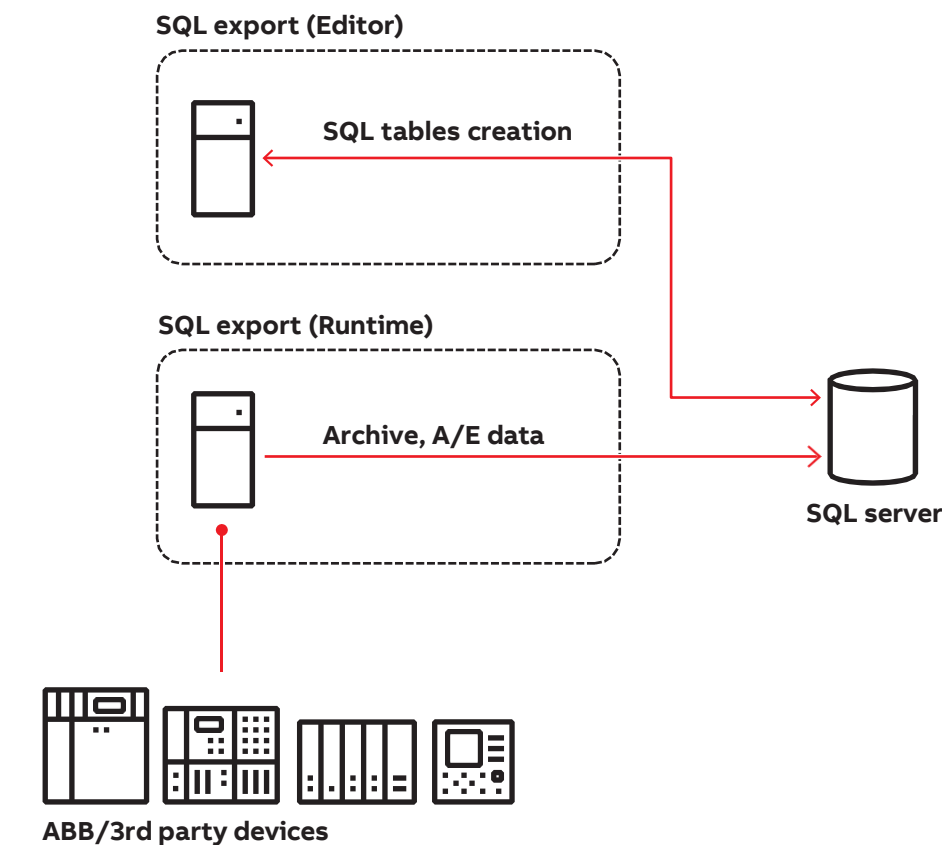 SQL export (Editor)
SQL tables creation
SQL export (Runtime)
Archive, A/E data
SQL server
ABB/3rd party devices